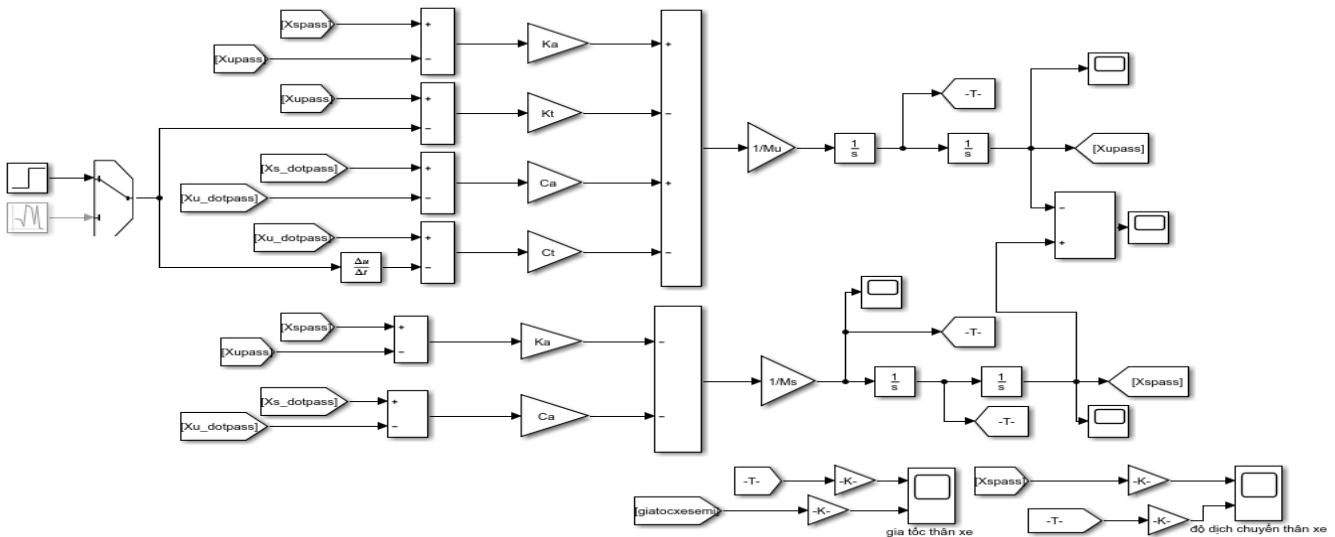 [Xspass]
[Xupass]
+
−
Ka
[Xupass]
+
−
Kt
[Xs_dotpass]
[Xu_dotpass]
+
−
Ca
[Xu_dotpass]
Δu
Δt
+
−
Ct
+
−
+
−
1/Mu
1
s
-T-
1
s
[Xupass]
−
+
[Xspass]
[Xupass]
+
−
Ka
[Xs_dotpass]
[Xu_dotpass]
+
−
Ca
−
−
1/Ms
-T-
1
s
-T-
1
s
[Xspass]
-T-
-K-
[giatocxesemi]
-K-
gia tốc thân xe
[Xspass]
-K-
-T-
-K-
độ dịch chuyển thân xe